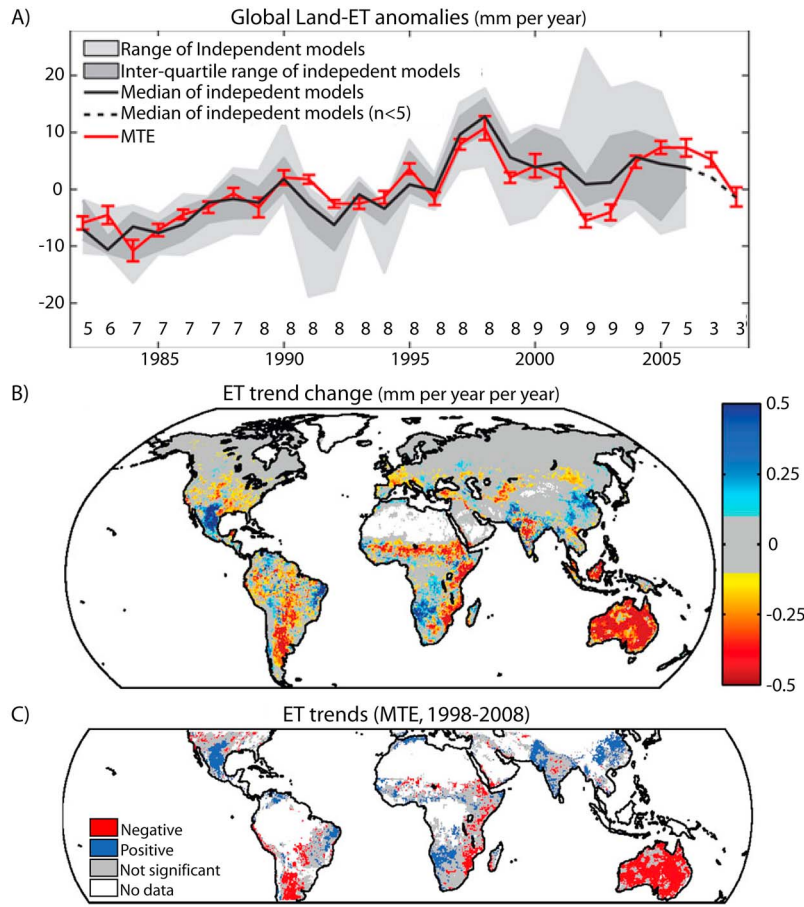 A)
Global Land-ET anomalies (mm per year)
Range of Independent models
Inter-quartile range of indepedent models
Median of indepedent models
Median of indepedent models (n<5)
MTE
20
10
0
-10
-20
5 6 7 7 7 7 7 8 8 8 8 8 8 8 8 8 8 9 9 9 9 9 9 7 5 3 3
1985 1990 1995 2000 2005
B)
ET trend change (mm per year per year)
0.5
0.25
0
-0.25
-0.5
C)
ET trends (MTE, 1998-2008)
Negative
Positive
Not significant
No data